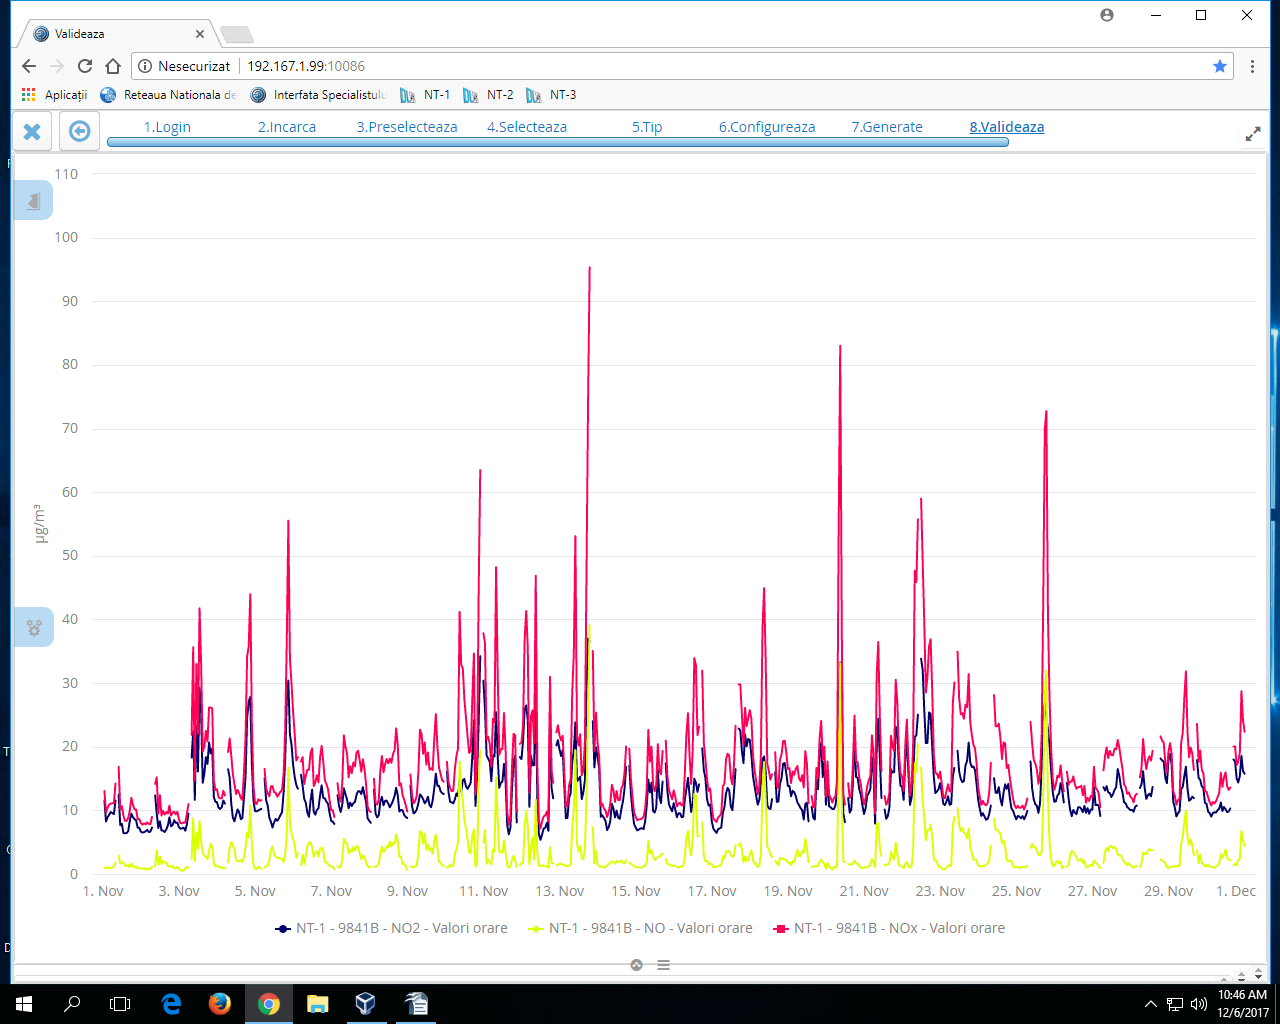 Valideaza
Nesecurizat 192.167.1.99:10086
Aplicații Reteaua Nationala de Interfata Specialistulu NT-1 NT-2 NT-3
1.Login 2.Incarca 3.Preselecteaza 4.Selecteaza 5.Tip 6.Configureaza 7.Generate 8.Valideaza
110
100
90
80
70
60
50
40
30
20
10
0
µg/m³
1. Nov 3. Nov 5. Nov 7. Nov 9. Nov 11. Nov 13. Nov 15. Nov 17. Nov 19. Nov 21. Nov 23. Nov 25. Nov 27. Nov 29. Nov 1. Dec
NT-1 - 9841B - NO2 - Valori orare NT-1 - 9841B - NO - Valori orare NT-1 - 9841B - NOx - Valori orare
10:46 AM
12/6/2017